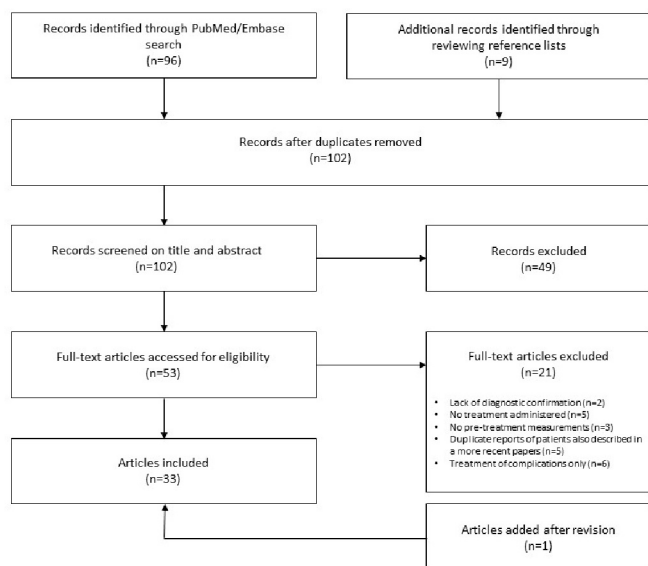 Records identified through PubMed/Embase
search
(n=96)
Additional records identified through
reviewing reference lists
(n=9)
Records after duplicates removed
(n=102)
Records screened on title and abstract
(n=102)
Records excluded
(n=49)
Full-text articles accessed for eligibility
(n=53)
Full-text articles excluded
(n=21)
• Lack of diagnostic confirmation (n=2)
• No treatment administered (n=5)
• No pre-treatment measurements (n=3)
• Duplicate reports of patients also described in
a more recent papers (n=5)
• Treatment of complications only (n=6)
Articles included
(n=33)
Articles added after revision
(n=1)